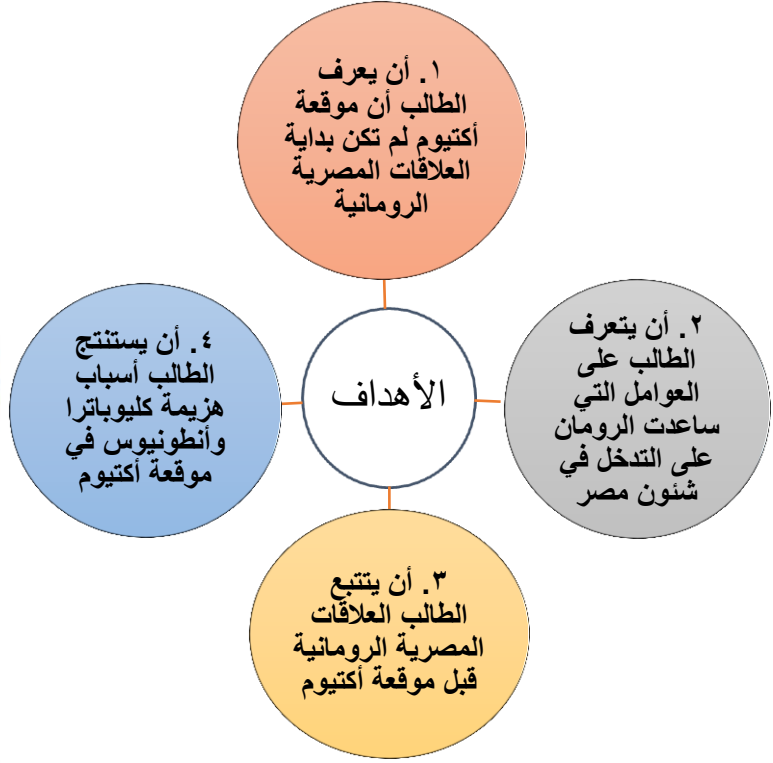 ١. أن يعرف
الطالب أن موقعة
أكتيوم لم تكن بداية
العلاقات المصرية
الرومانية
الأهداف
٢. أن يتعرف
الطالب على
العوامل التي
ساعدت الرومان
على التدخل في
شئون مصر
٣. أن يتتبع
الطالب العلاقات
المصرية الرومانية
قبل موقعة أكتيوم
٤. أن يستنتج
الطالب أسباب
هزيمة كليوباترا
وأنطونيوس في
موقعة أكتيوم